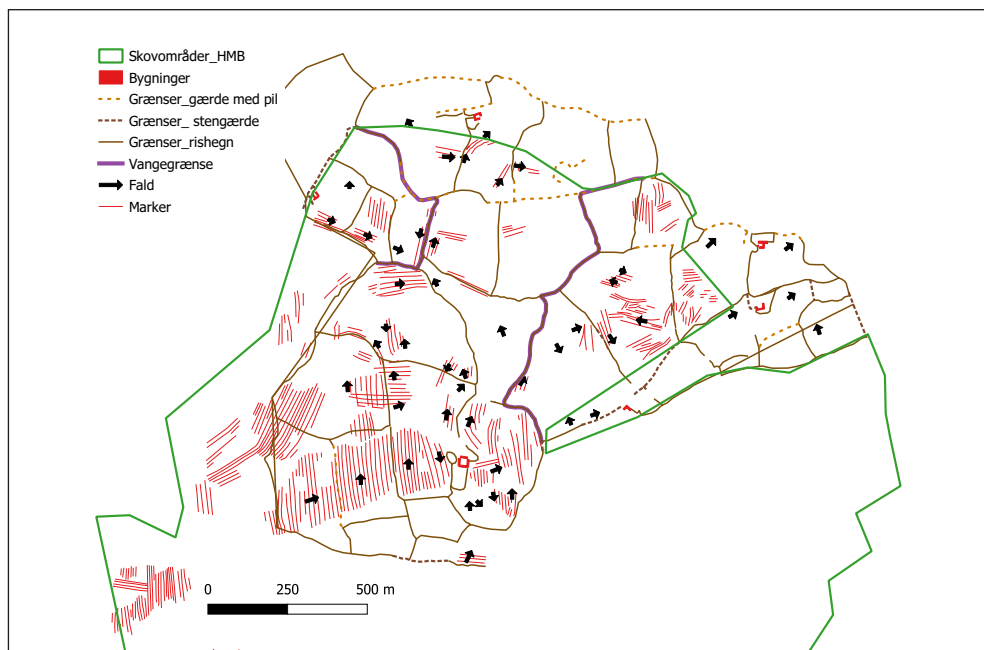 Skovområder_HMB
Bygninger
Grænser_gærde med pil
Grænser_ stengærde
Grænser_rishegn
Vangegrænse
Fald
Marker
0 250 500 m